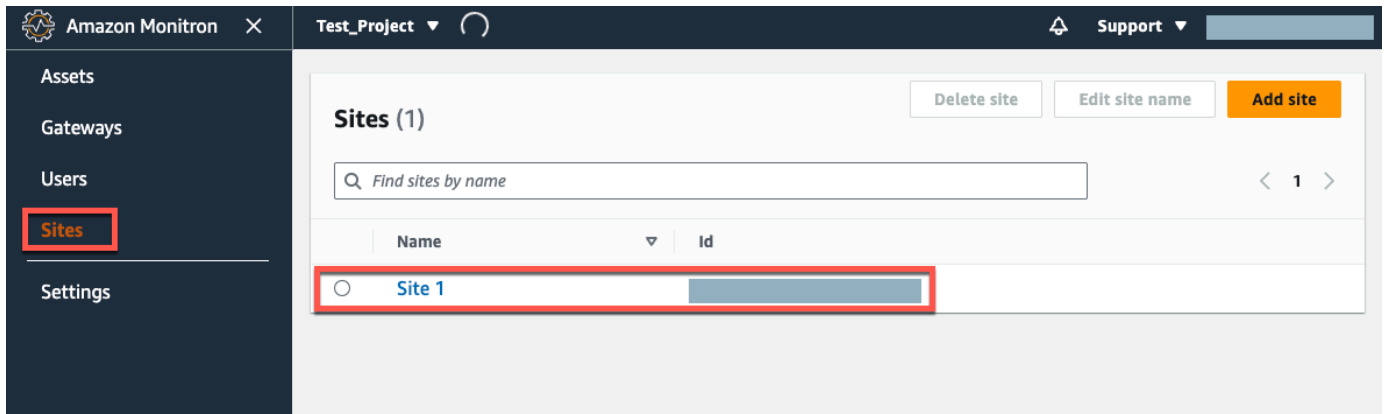 Amazon Monitron
Test_Project
Support
Assets
Gateways
Users
Sites
Settings
Sites (1)
Delete site
Edit site name
Add site
Find sites by name
1
Name
Id
Site 1